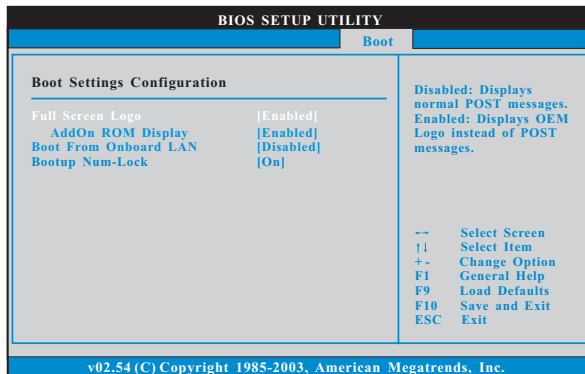 BIOS SETUP UTILITY
Boot
Boot Settings Configuration
Full Screen Logo [Enabled]
AddOn ROM Display [Enabled]
Boot From Onboard LAN [Disabled]
Bootup Num-Lock [On]
Disabled: Displays
normal POST messages.
Enabled: Displays OEM
Logo instead of POST
messages.
←→ Select Screen
↑↓ Select Item
+ - Change Option
F1 General Help
F9 Load Defaults
F10 Save and Exit
ESC Exit
v02.54 (C) Copyright 1985-2003, American Megatrends, Inc.